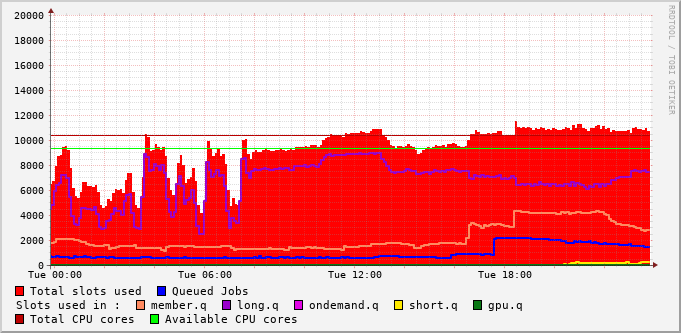 20000
18000
16000
14000
12000
10000
8000
6000
4000
2000
0
Tue 00:00 Tue 06:00 Tue 12:00 Tue 18:00
Total slots used Queued Jobs
Slots used in : member.q long.q ondemand.q short.q gpu.q
Total CPU cores Available CPU cores
RRDTOOL / TOBI OETIKER